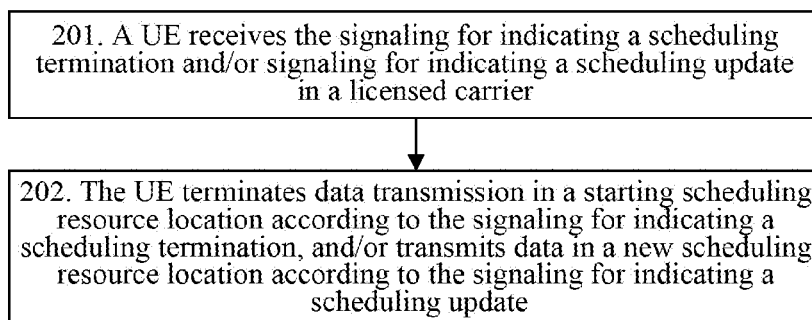 201. A UE receives the signaling for indicating a scheduling
termination and/or signaling for indicating a scheduling update
in a licensed carrier
202. The UE terminates data transmission in a starting scheduling
resource location according to the signaling for indicating a
scheduling termination, and/or transmits data in a new scheduling
resource location according to the signaling for indicating a
scheduling update